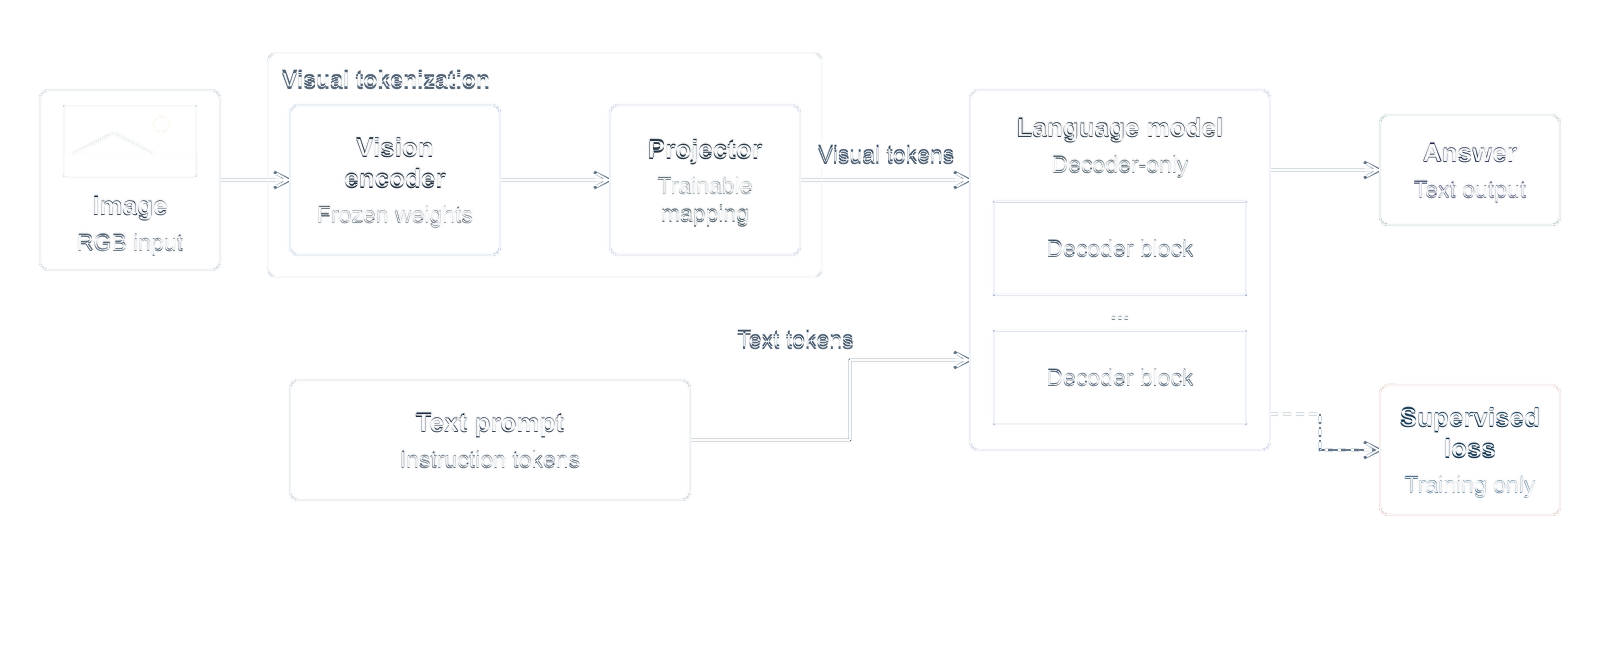 Visual tokenization
Image
RGB input
Vision
encoder
Frozen weights
Projector
Trainable
mapping
Visual tokens
Language model
Decoder-only
Decoder block
...
Decoder block
Answer
Text output
Text tokens
Text prompt
Instruction tokens
Supervised
loss
Training only